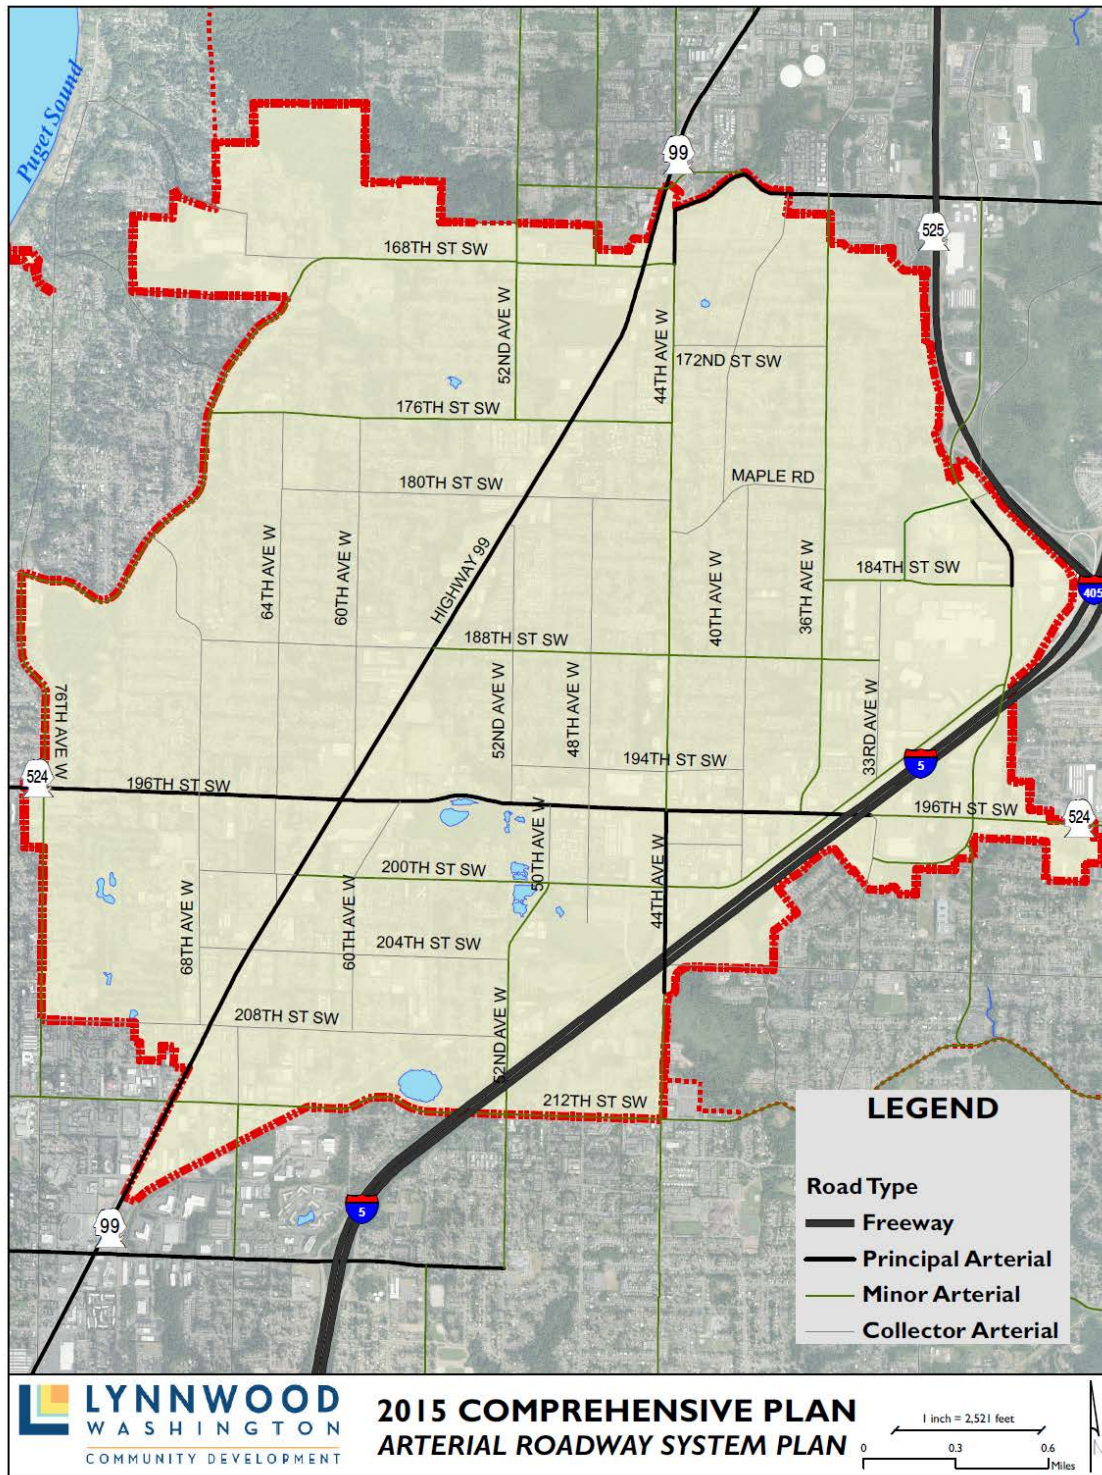 Puget Sound
99
525
168TH ST SW
52ND AVE W
44TH AVE W
172ND ST SW
176TH ST SW
180TH ST SW
MAPLE RD
64TH AVE W
60TH AVE W
HIGHWAY 99
40TH AVE W
36TH AVE W
184TH ST SW
405
188TH ST SW
76TH AVE W
52ND AVE W
48TH AVE W
33RD AVE W
194TH ST SW
5
524
196TH ST SW
196TH ST SW
524
50TH AVE W
44TH AVE W
200TH ST SW
68TH AVE W
60TH AVE W
204TH ST SW
208TH ST SW
52ND AVE W
212TH ST SW
5
99
LEGEND
Road Type
Freeway
Principal Arterial
Minor Arterial
Collector Arterial
LYNNWOOD
WASHINGTON
COMMUNITY DEVELOPMENT
2015 COMPREHENSIVE PLAN
ARTERIAL ROADWAY SYSTEM PLAN
1 inch = 2,521 feet
0 0.3 0.6
Miles